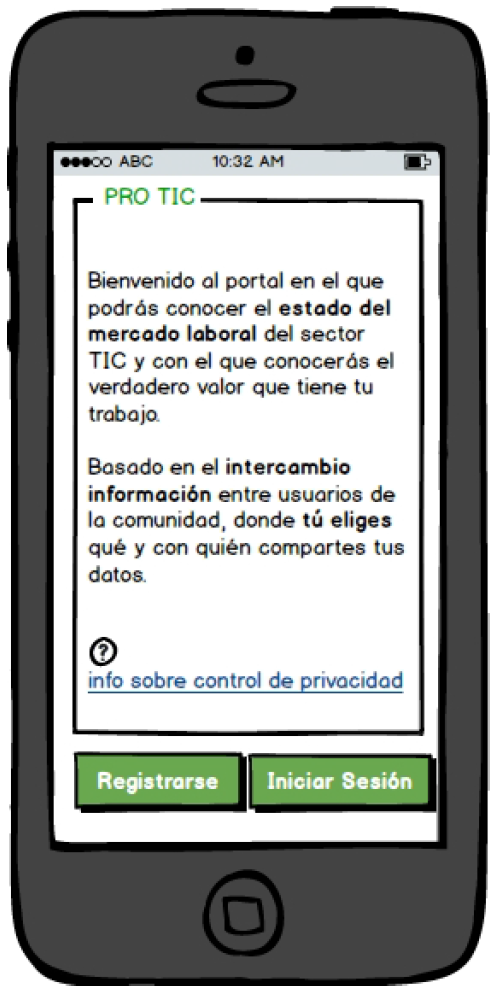 ABC 10:32 AM
PRO TIC
Bienvenido al portal en el que
podrás conocer el estado del
mercado laboral del sector
TIC y con el que conocerás el
verdadero valor que tiene tu
trabajo.
Basado en el intercambio
información entre usuarios de
la comunidad, donde tú eliges
qué y con quién compartes tus
datos.
?
info sobre control de privacidad
Registrarse Iniciar Sesión